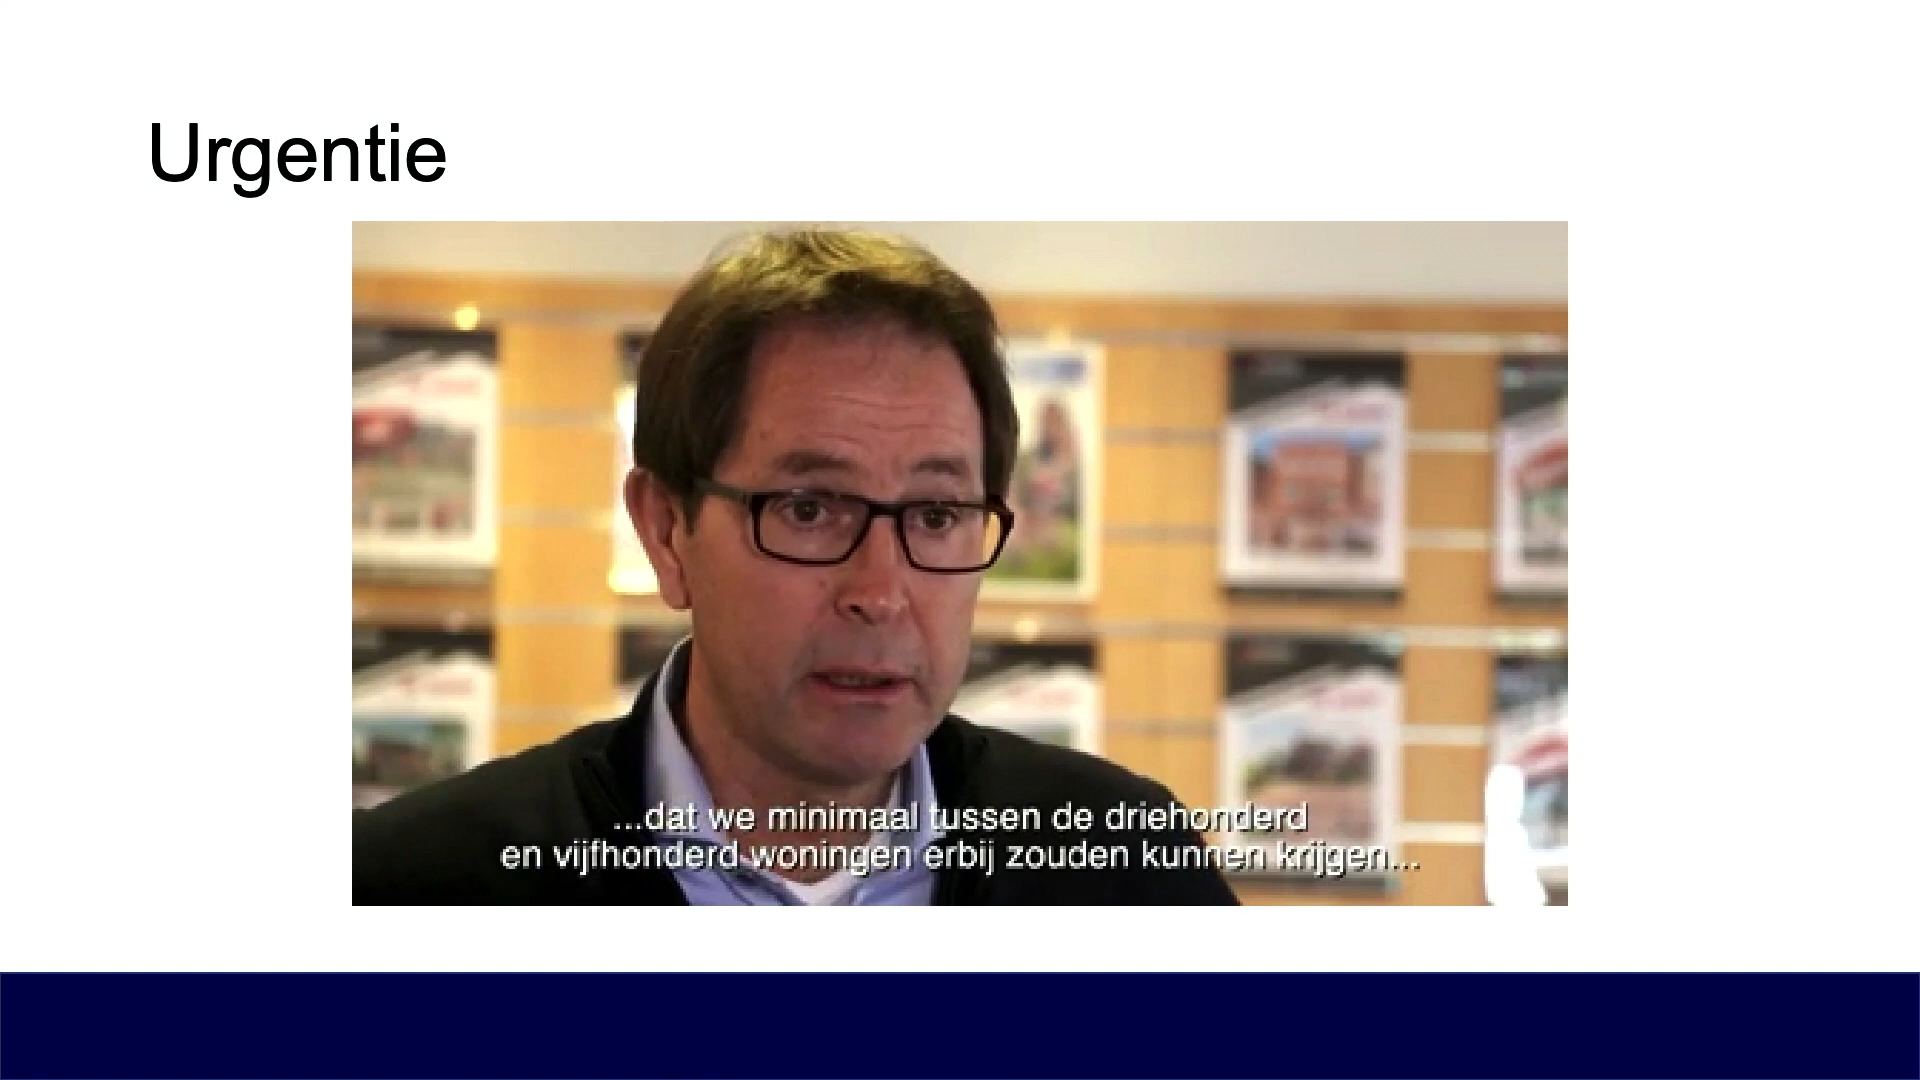 Urgentie
...dat we minimaal tussen de driehonderd
en vijfhonderd woningen erbij zouden kunnen krijgen...